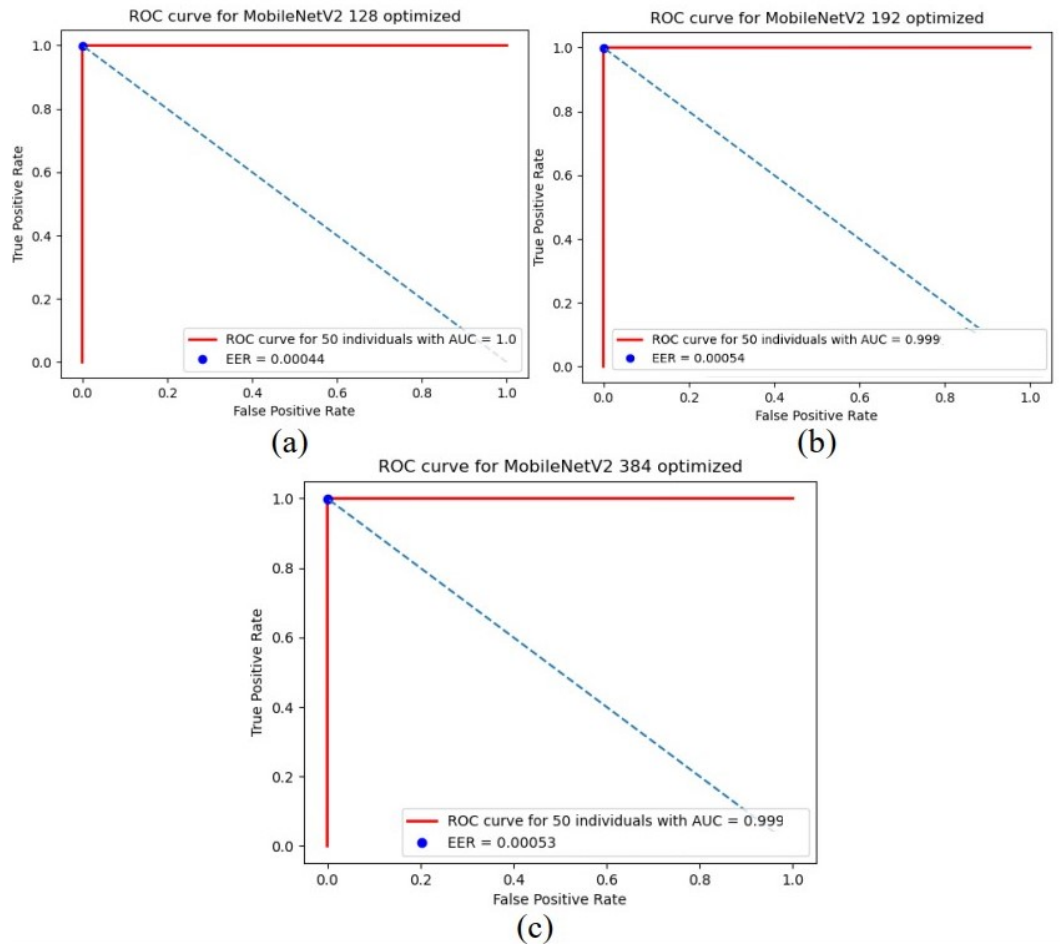 ROC curve for MobileNetV2 128 optimized
True Positive Rate
1.0
0.8
0.6
0.4
0.2
0.0
ROC curve for 50 individuals with AUC = 1.0
EER = 0.00044
0.0 0.2 0.4 0.6 0.8 1.0
False Positive Rate
(a)
ROC curve for MobileNetV2 192 optimized
True Positive Rate
1.0
0.8
0.6
0.4
0.2
0.0
ROC curve for 50 individuals with AUC = 0.999
EER = 0.00054
0.0 0.2 0.4 0.6 0.8 1.0
False Positive Rate
(b)
ROC curve for MobileNetV2 384 optimized
True Positive Rate
1.0
0.8
0.6
0.4
0.2
0.0
ROC curve for 50 individuals with AUC = 0.999
EER = 0.00053
0.0 0.2 0.4 0.6 0.8 1.0
False Positive Rate
(c)